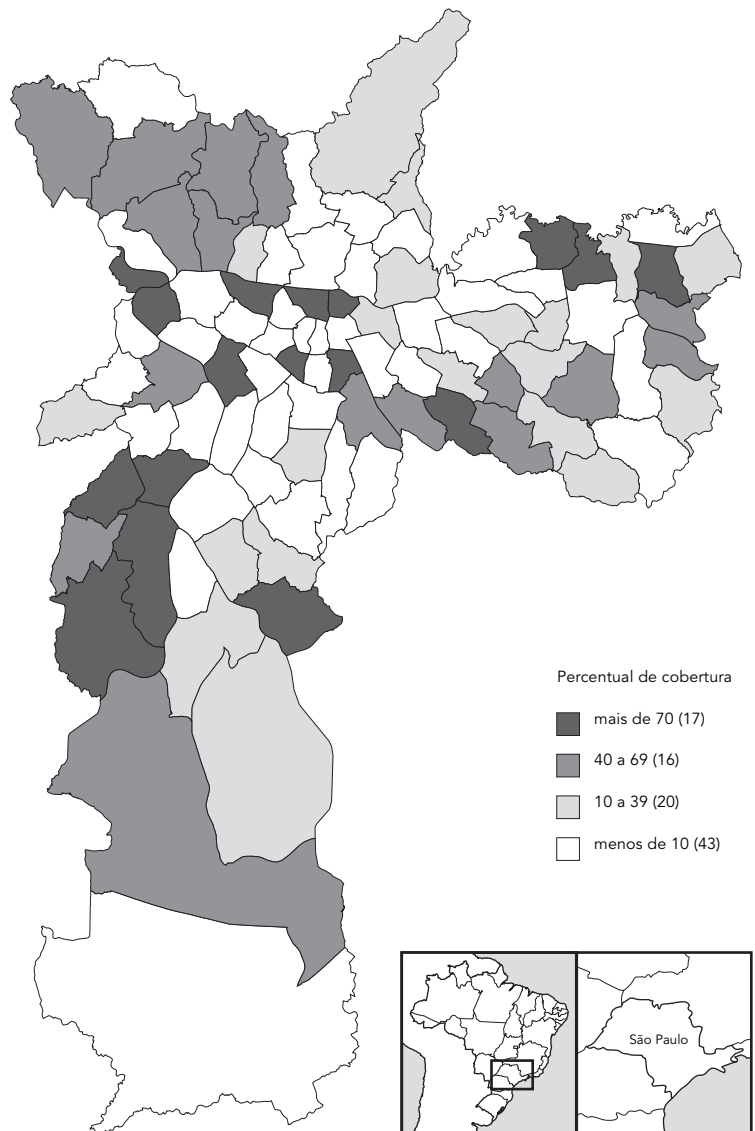 Percentual de cobertura
mais de 70 (17)
40 a 69 (16)
10 a 39 (20)
menos de 10 (43)
São Paulo